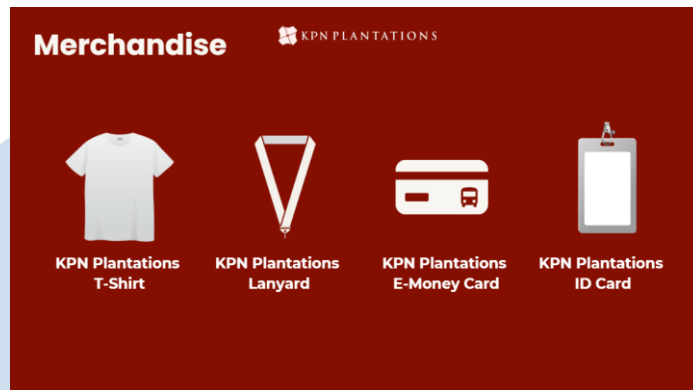 Merchandise
KPN PLANTATIONS
KPN Plantations
T-Shirt
KPN Plantations
Lanyard
KPN Plantations
E-Money Card
KPN Plantations
ID Card